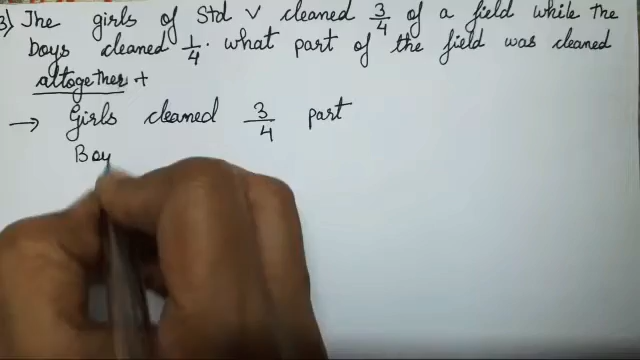 3) The girls of Std V cleaned 3/4 of a field while the
boys cleaned 1/4. what part of the field was cleaned
altogether +
→ Girls cleaned 3/4 part
Boy